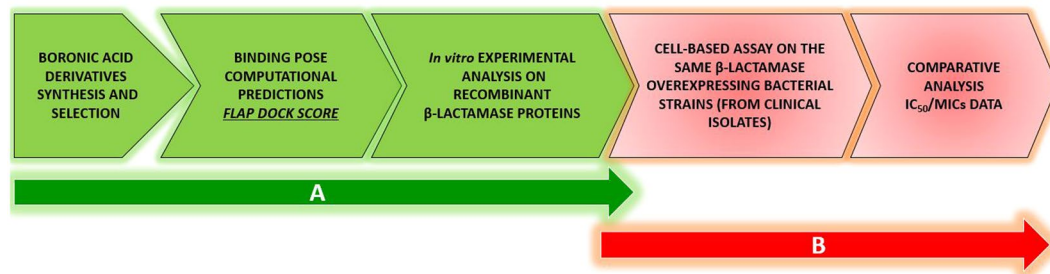 BORONIC ACID
DERIVATIVES
SYNTHESIS AND
SELECTION
BINDING POSE
COMPUTATIONAL
PREDICTIONS
FLAP DOCK SCORE
In vitro EXPERIMENTAL
ANALYSIS ON
RECOMBINANT
β-LACTAMASE PROTEINS
CELL-BASED ASSAY ON THE
SAME β-LACTAMASE
OVEREXPRESSING BACTERIAL
STRAINS (FROM CLINICAL
ISOLATES)
COMPARATIVE
ANALYSIS
IC50/MICs DATA
A
B